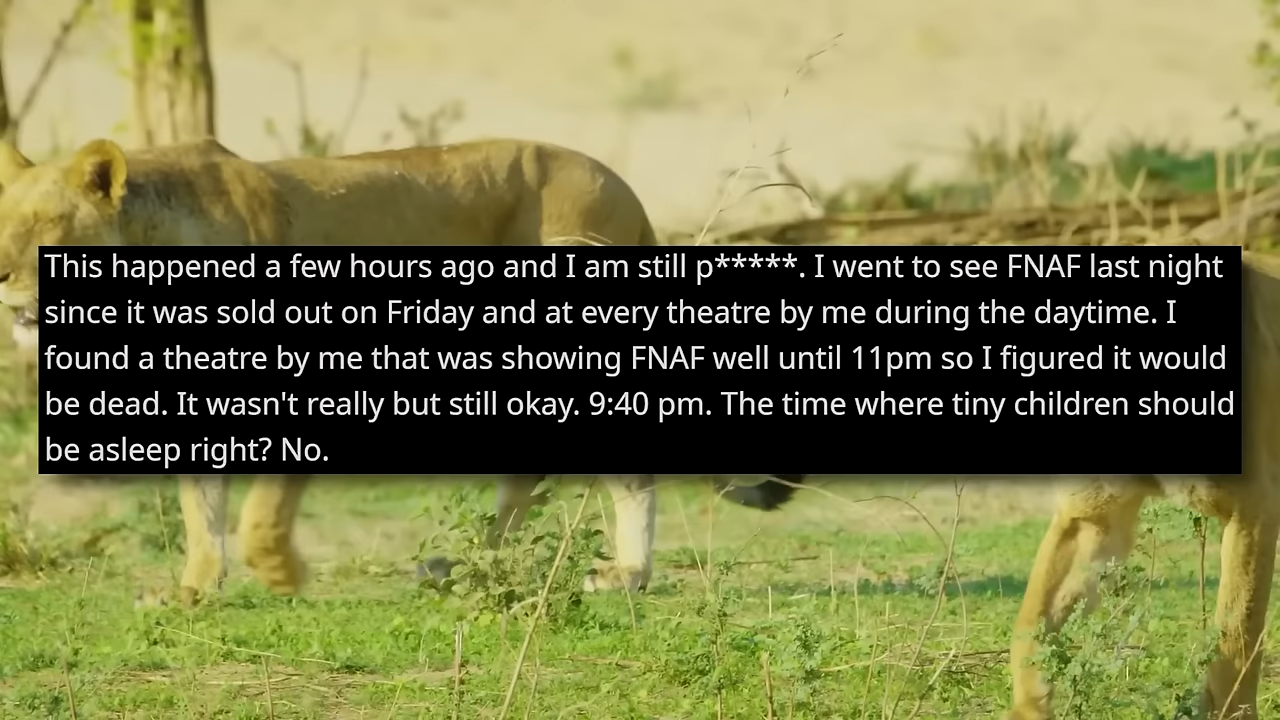 This happened a few hours ago and I am still p*****. I went to see FNAF last night
since it was sold out on Friday and at every theatre by me during the daytime. I
found a theatre by me that was showing FNAF well until 11pm so I figured it would
be dead. It wasn't really but still okay. 9:40 pm. The time where tiny children should
be asleep right? No.